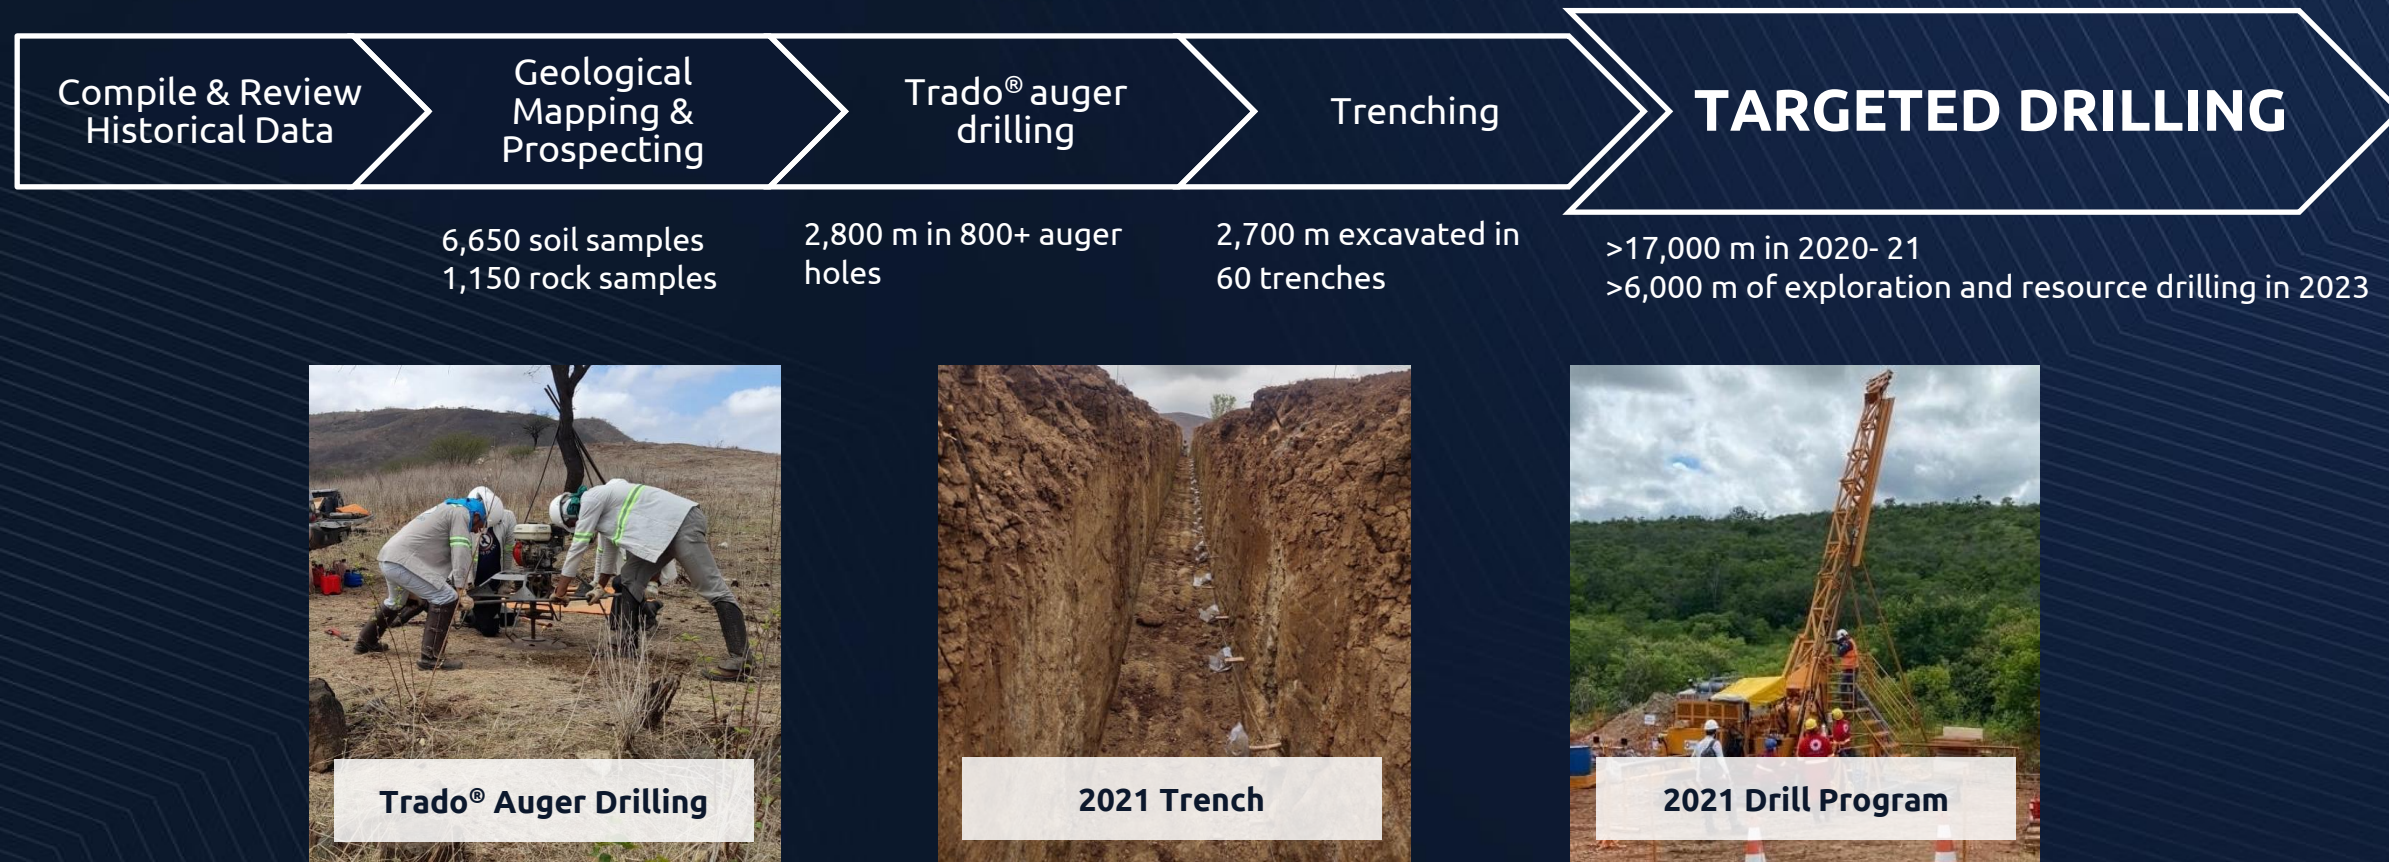 Compile & Review
Historical Data
Geological
Mapping &
Prospecting
Trado® auger
drilling
Trenching
TARGETED DRILLING
6,650 soil samples
1,150 rock samples
2,800 m in 800+ auger
holes
2,700 m excavated in
60 trenches
>17,000 m in 2020- 21
>6,000 m of exploration and resource drilling in 2023
Trado® Auger Drilling
2021 Trench
2021 Drill Program